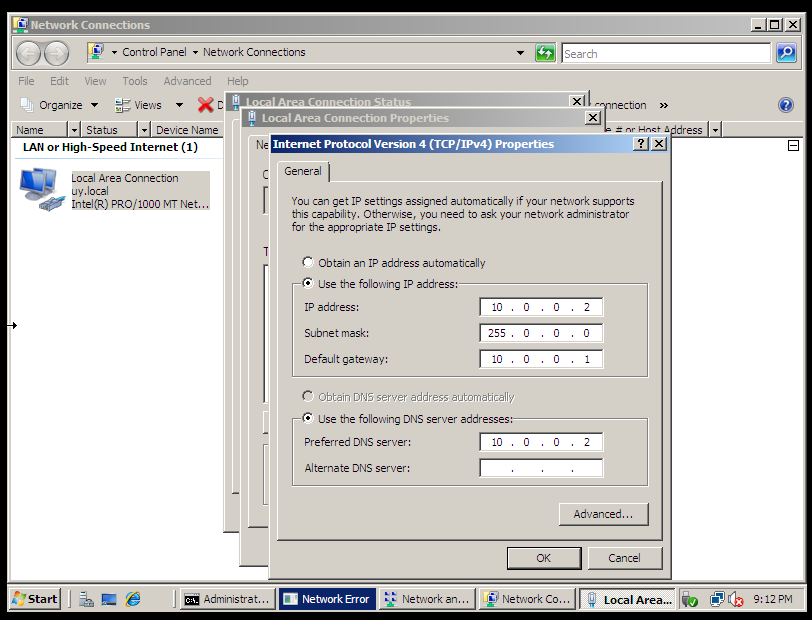 Network Connections
Control Panel
Network Connections
Search
File
Edit
View
Tools
Advanced
Help
Organize
Views
Local Area Connection Status
onnection
»
Name
Status
Device Name
Local Area Connection Properties
# or Host Address
LAN or High-Speed Internet (1)
Ne
Internet Protocol Version 4 (TCP/IPv4) Properties
General
Local Area Connection
uy.local
Intel(R) PRO/1000 MT Net...
You can get IP settings assigned automatically if your network supports
this capability. Otherwise, you need to ask your network administrator
for the appropriate IP settings.
Obtain an IP address automatically
Use the following IP address:
IP address:
10 . 0 . 0 . 2
Subnet mask:
255 . 0 . 0 . 0
Default gateway:
10 . 0 . 0 . 1
Obtain DNS server address automatically
Use the following DNS server addresses:
Preferred DNS server:
10 . 0 . 0 . 2
Alternate DNS server:
. . .
Advanced...
OK
Cancel
Start
Administrat...
Network Error
Network an...
Network Co...
Local Area...
9:12 PM